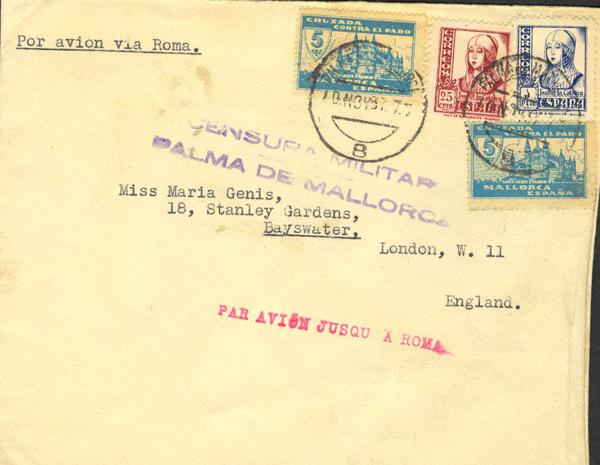 Por avion via Roma.
CRUZADA
CONTRA EL PARO
5
CORREOS
25
CTS
ESPAÑA
CORREOS
ESPAÑA
8
CRUZADA
CONTRA EL PARO
5
MALLORCA
ESPAÑA
CENSURA MILITAR
PALMA DE MALLORCA
Miss Maria Genis,
18, Stanley Gardens,
Bayswater,
London, W. 11
England.
PAR AVIÓN JUSQU'A ROMA